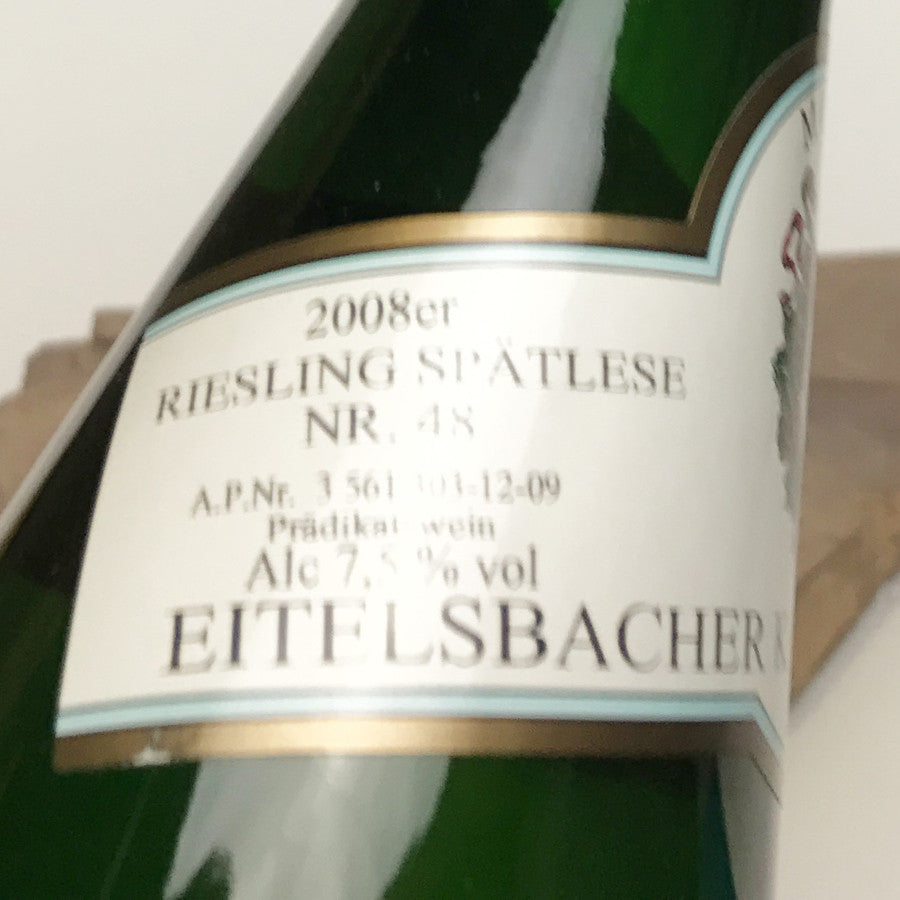 2008er
RIESLING SPÄTLESE
NR. 48
A.P.Nr. 3 561 303-12-09
Prädikatswein
Alc 7,5 % vol
EITELSBACHER K